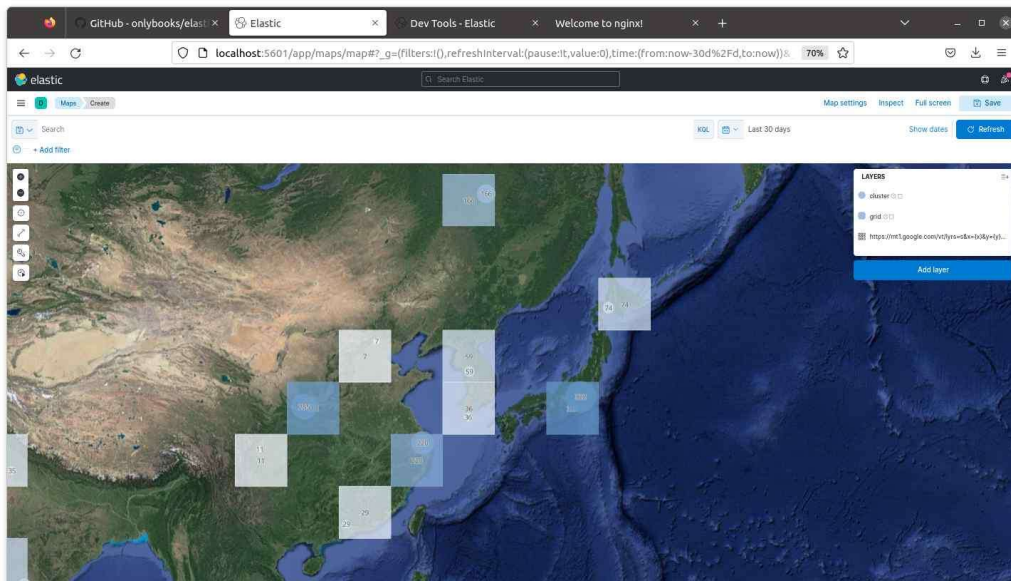 GitHub - onlybooks/elast
Elastic
Dev Tools - Elastic
Welcome to nginx!
localhost:5601/app/maps/map#?_g=(filters:!(),refreshInterval:(pause:!t,value:0),time:(from:now-30d%2Fd,to:now))&
70%
elastic
Search Elastic
D
Maps
Create
Map settings
Inspect
Full screen
Save
Search
KQL
Last 30 days
Show dates
Refresh
+ Add filter
LAYERS
cluster
grid
https://mt1.google.com/vt/lyrs=s&x={x}&y={y}...
Add layer
74
74
7
7
59
59
36
36
11
11
35
29
29